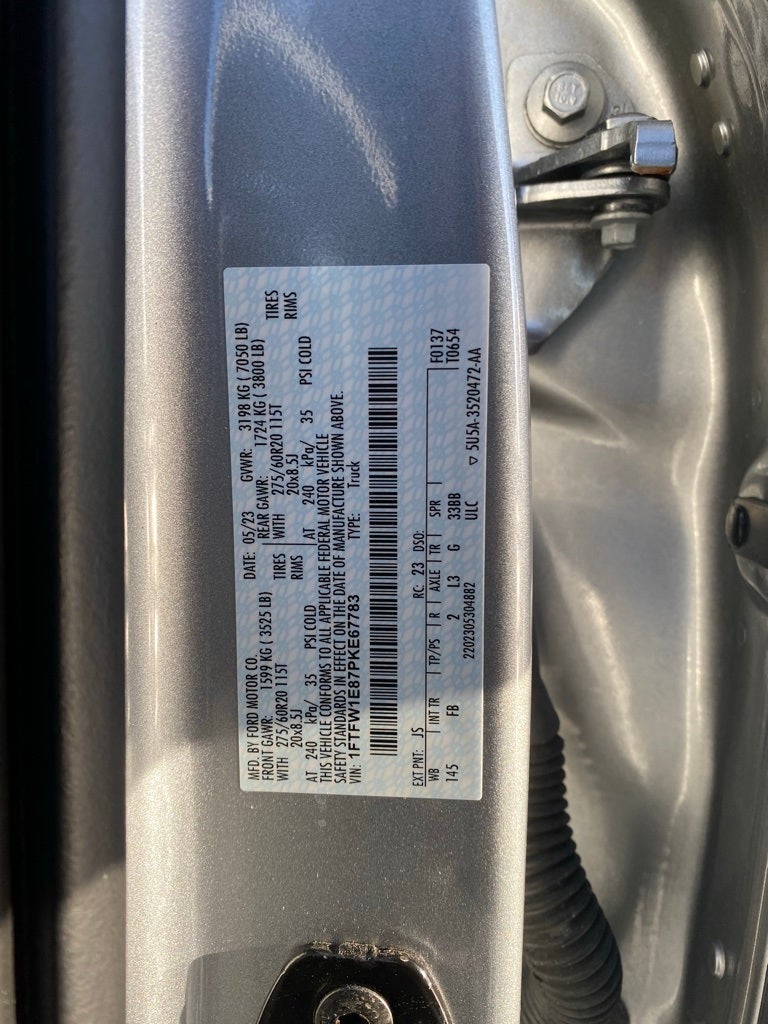 MFD. BY FORD MOTOR CO. DATE: 05/23 GVWR: 3198 KG ( 7050 LB)
FRONT GAWR: 1599 KG ( 3525 LB) REAR GAWR: 1724 KG ( 3800 LB)
WITH 275/60R20 115T TIRES WITH 275/60R20 115T TIRES
20x8.5J RIMS 20x8.5J RIMS
AT 240 kPa/ 35 PSI COLD AT 240 kPa/ 35 PSI COLD
THIS VEHICLE CONFORMS TO ALL APPLICABLE FEDERAL MOTOR VEHICLE
SAFETY STANDARDS IN EFFECT ON THE DATE OF MANUFACTURE SHOWN ABOVE.
VIN: 1FTFW1E87PKE67783 TYPE: Truck
EXT PNT: JS RC: 23 DSO: F0137
WB INT TR TP/PS R AXLE TR SPR T0654
145 FB 2 L3 G 33BB
2202305304882 ULC ▽ 5U5A-3520472-AA